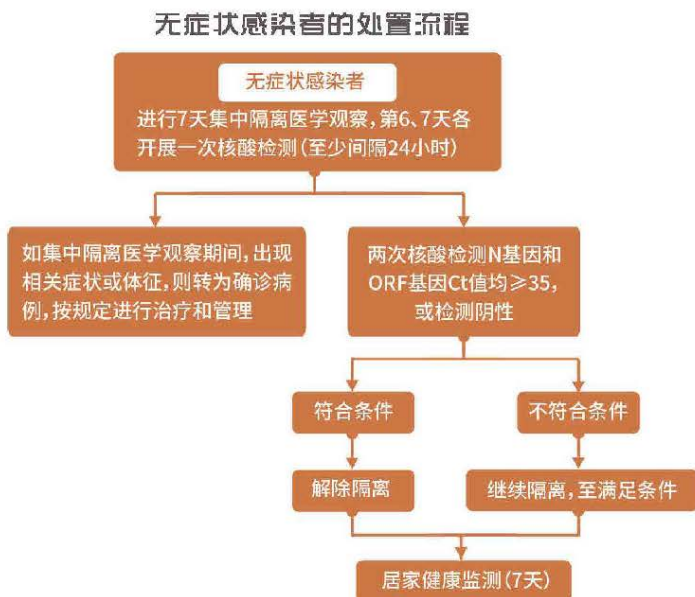 无症状感染者的处置流程
无症状感染者
进行7天集中隔离医学观察,第6、7天各
开展一次核酸检测(至少间隔24小时)
如集中隔离医学观察期间,出现
相关症状或体征,则转为确诊病
例,按规定进行治疗和管理
两次核酸检测N基因和
ORF基因Ct值均≥35,
或检测阴性
符合条件
不符合条件
解除隔离
继续隔离,至满足条件
居家健康监测(7天)